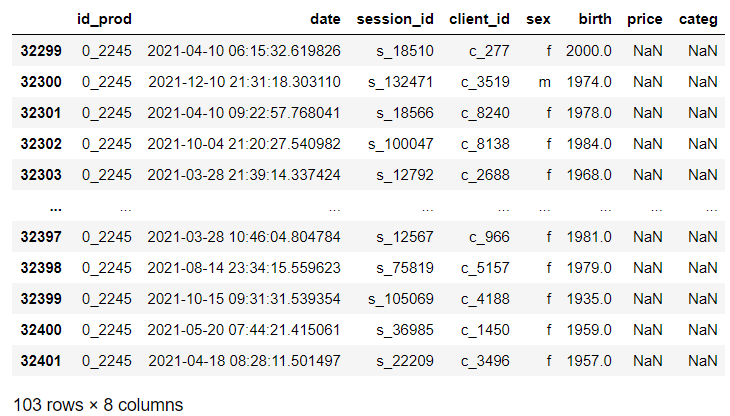 id_prod date session_id client_id sex birth price categ
32299 0_2245 2021-04-10 06:15:32.619826 s_18510 c_277 f 2000.0 NaN NaN
32300 0_2245 2021-12-10 21:31:18.303110 s_132471 c_3519 m 1974.0 NaN NaN
32301 0_2245 2021-04-10 09:22:57.768041 s_18566 c_8240 f 1978.0 NaN NaN
32302 0_2245 2021-10-04 21:20:27.540982 s_100047 c_8138 f 1984.0 NaN NaN
32303 0_2245 2021-03-28 21:39:14.337424 s_12792 c_2688 f 1968.0 NaN NaN
... ... ... ... ... ... ... ... ...
32397 0_2245 2021-03-28 10:46:04.804784 s_12567 c_966 f 1981.0 NaN NaN
32398 0_2245 2021-08-14 23:34:15.559623 s_75819 c_5157 f 1979.0 NaN NaN
32399 0_2245 2021-10-15 09:31:31.539354 s_105069 c_4188 f 1935.0 NaN NaN
32400 0_2245 2021-05-20 07:44:21.415061 s_36985 c_1450 f 1959.0 NaN NaN
32401 0_2245 2021-04-18 08:28:11.501497 s_22209 c_3496 f 1957.0 NaN NaN
103 rows × 8 columns